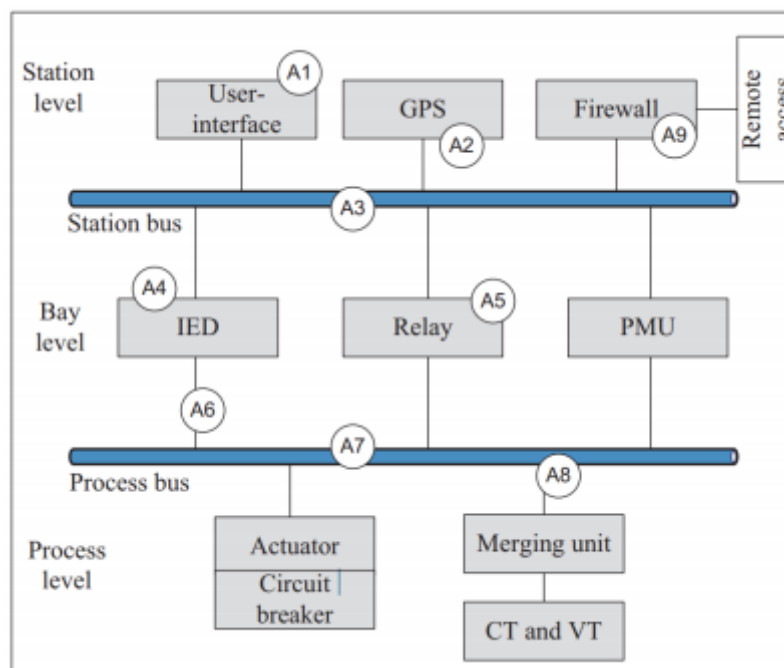 Station
level
A1
User-
interface
GPS
A2
Firewall
A9
Remote
access
A3
Station bus
Bay
level
A4
IED
Relay
A5
PMU
A6
A7
Process bus
A8
Process
level
Actuator
Circuit
breaker
Merging unit
CT and VT